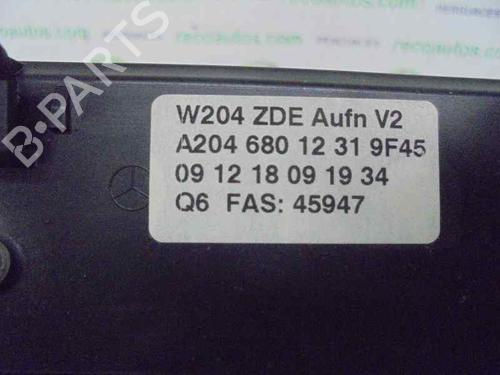 recoautos
B-PARTS
W204 ZDE Aufn V2
A204 680 12 31 9F45
09 12 18 09 19 34
Q6 FAS: 45947